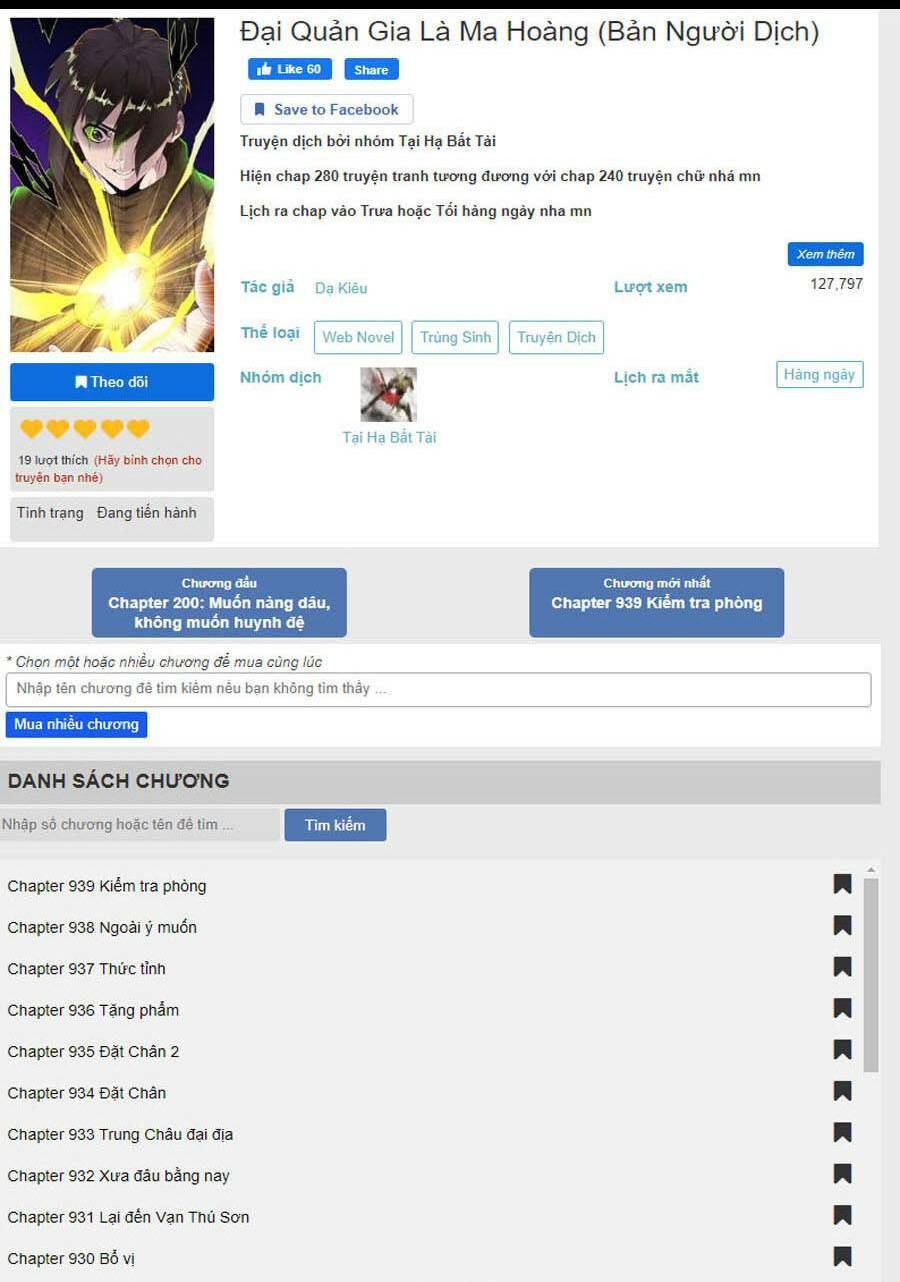 Đại Quản Gia Là Ma Hoàng (Bản Người Dịch)
Like 60
Share
Save to Facebook
Truyện dịch bởi nhóm Tại Hạ Bất Tài
Hiện chap 280 truyện tranh tương đương với chap 240 truyện chữ nhá mn
Lịch ra chap vào Trưa hoặc Tối hàng ngày nha mn
Xem thêm
Tác giả Dạ Kiêu
Lượt xem 127,797
Thể loại Web Novel Trùng Sinh Truyện Dịch
Nhóm dịch
Tại Hạ Bất Tài
Lịch ra mắt Hàng ngày
Theo dõi
19 lượt thích (Hãy bình chọn cho
truyện bạn nhé)
Tình trạng Đang tiến hành
Chương đầu
Chapter 200: Muốn nàng dâu,
không muốn huynh đệ
Chương mới nhất
Chapter 939 Kiểm tra phòng
* Chọn một hoặc nhiều chương để mua cùng lúc
Nhập tên chương để tìm kiếm nếu bạn không tìm thấy ...
Mua nhiều chương
DANH SÁCH CHƯƠNG
Nhập số chương hoặc tên để tìm ...
Tìm kiếm
Chapter 939 Kiểm tra phòng
Chapter 938 Ngoài ý muốn
Chapter 937 Thức tỉnh
Chapter 936 Tặng phẩm
Chapter 935 Đặt Chân 2
Chapter 934 Đặt Chân
Chapter 933 Trung Châu đại địa
Chapter 932 Xưa đâu bằng nay
Chapter 931 Lại đến Vạn Thú Sơn
Chapter 930 Bổ vị